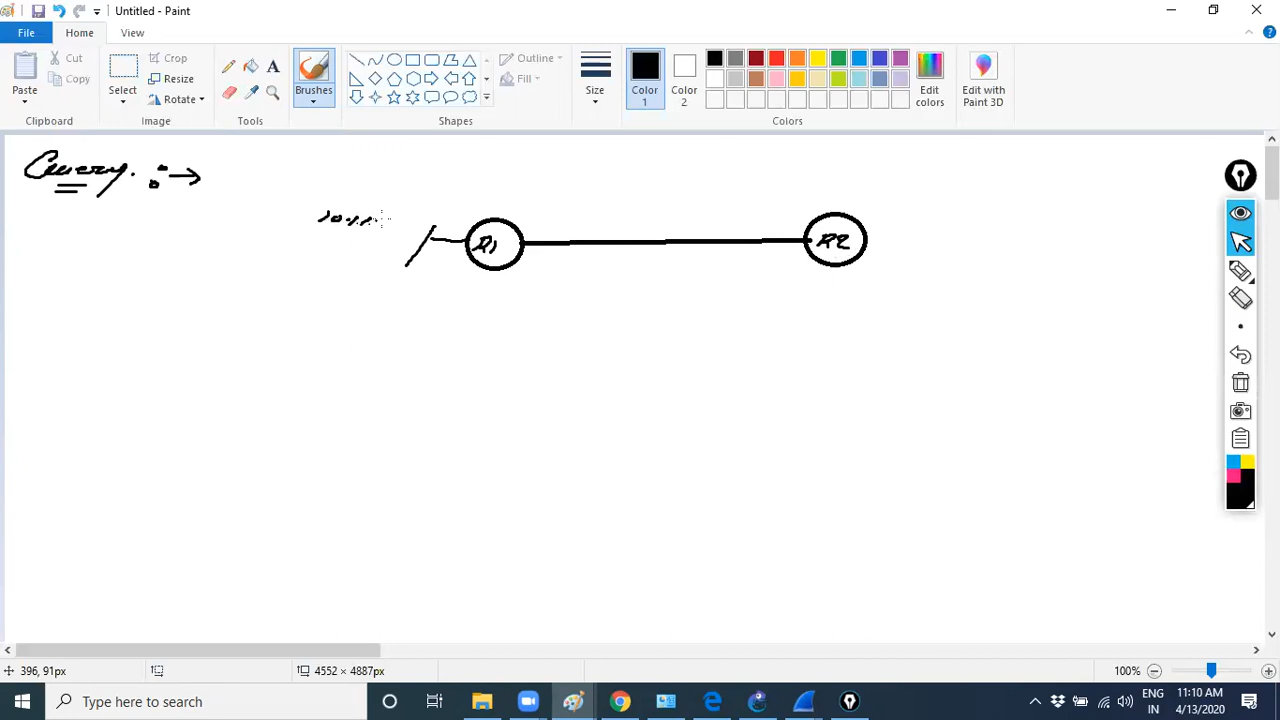 Untitled - Paint
File
Home
View
Paste
Cut
Copy
Clipboard
Select
Crop
Resize
Rotate
Image
Tools
Brushes
Shapes
Outline
Fill
Size
Color 1
Color 2
Edit colors
Colors
Edit with Paint 3D
R1
R2
396, 91px
4552 × 4887px
100%
Type here to search
ENG
IN
11:10 AM
4/13/2020